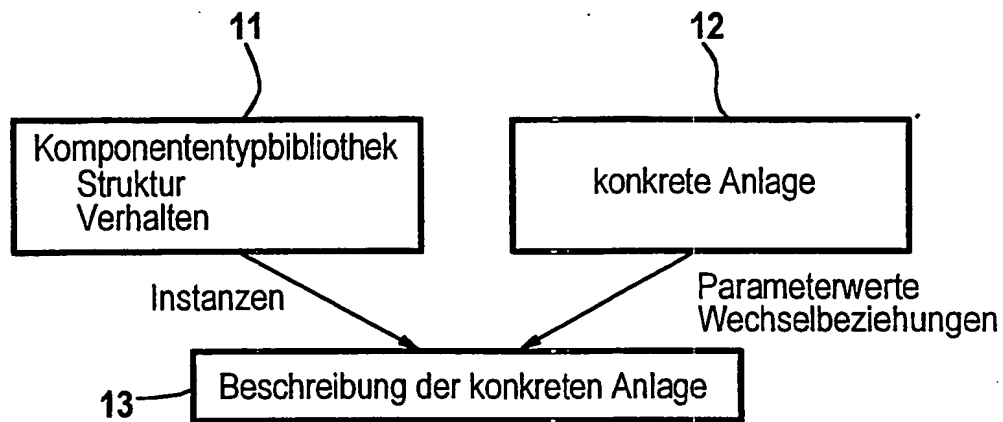 11
12
Komponententypbibliothek
Struktur
Verhalten
konkrete Anlage
Instanzen
Parameterwerte
Wechselbeziehungen
Beschreibung der konkreten Anlage
13